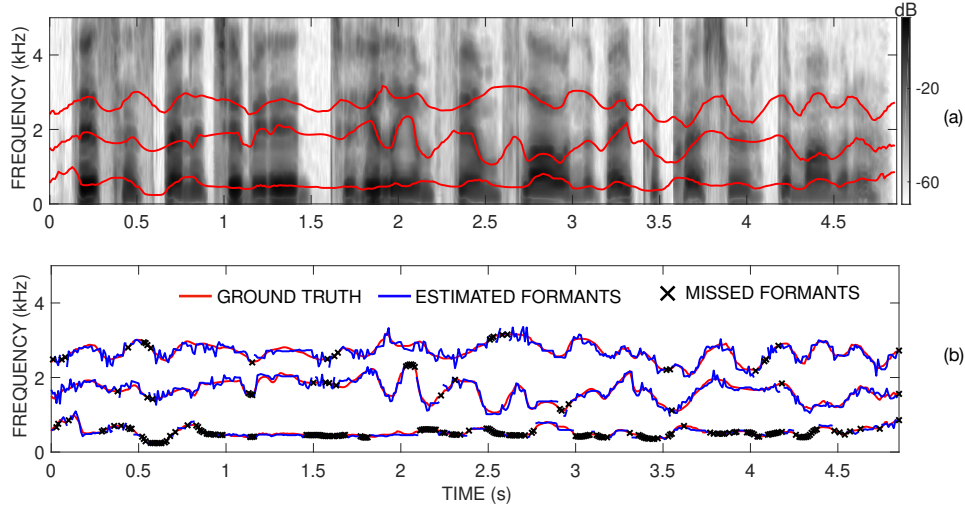 dB
FREQUENCY (kHz)
4
2
0
-20
-60
(a)
0 0.5 1 1.5 2 2.5 3 3.5 4 4.5
FREQUENCY (kHz)
4
2
0
GROUND TRUTH ESTIMATED FORMANTS MISSED FORMANTS
(b)
0 0.5 1 1.5 2 2.5 3 3.5 4 4.5
TIME (s)